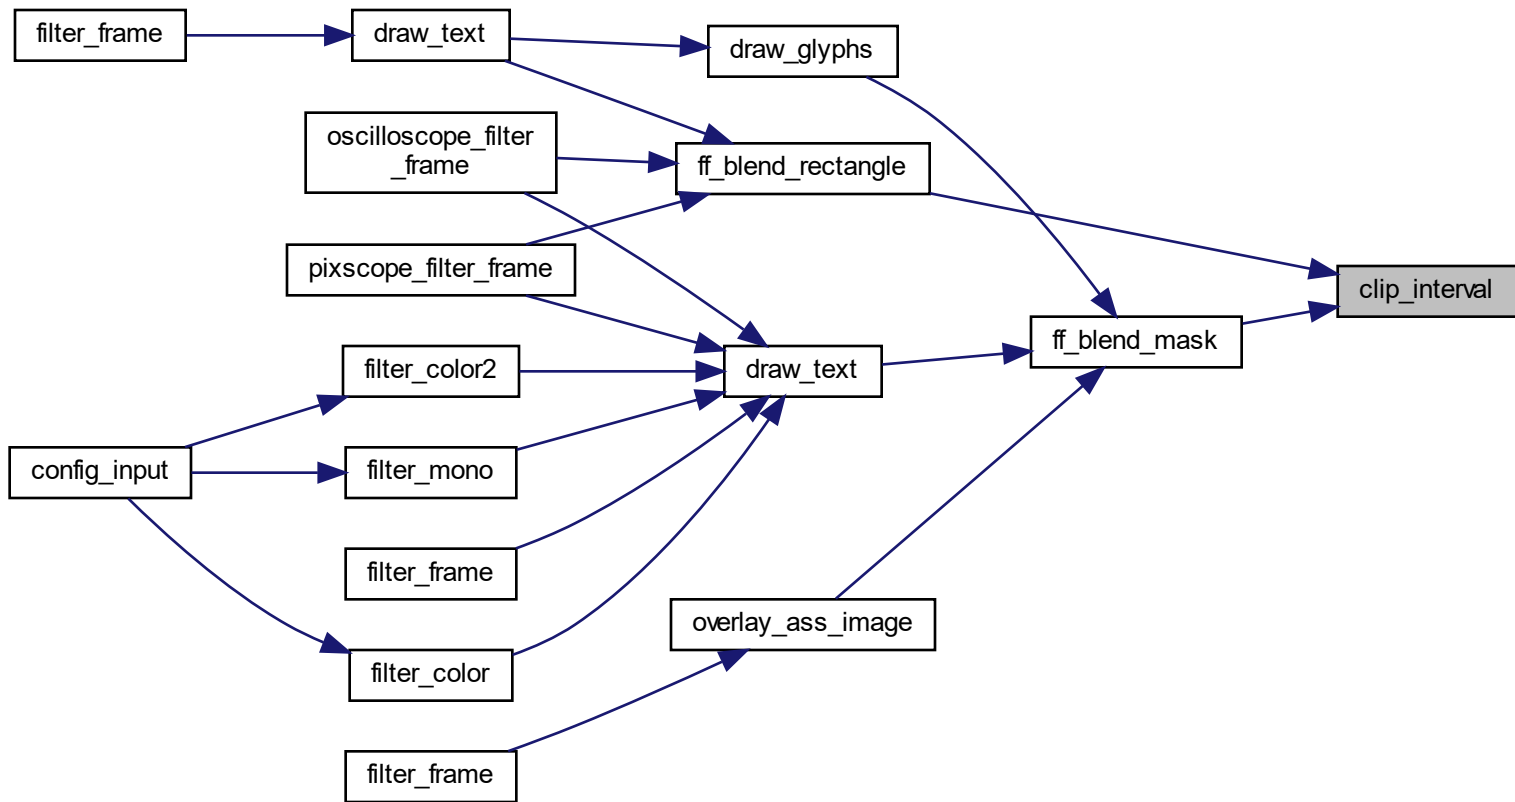 filter_frame
draw_text
draw_glyphs
oscilloscope_filter
_frame
ff_blend_rectangle
pixscope_filter_frame
clip_interval
ff_blend_mask
draw_text
filter_color2
config_input
filter_mono
filter_frame
overlay_ass_image
filter_color
filter_frame